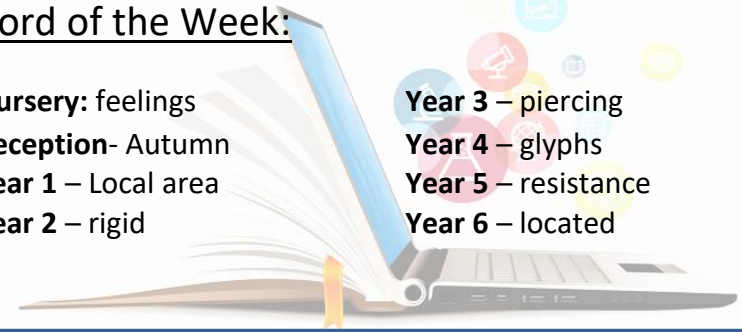 ord of the Week:
ursery: feelings
eception- Autumn
ear 1 – Local area
ear 2 – rigid
Year 3 – piercing
Year 4 – glyphs
Year 5 – resistance
Year 6 – located